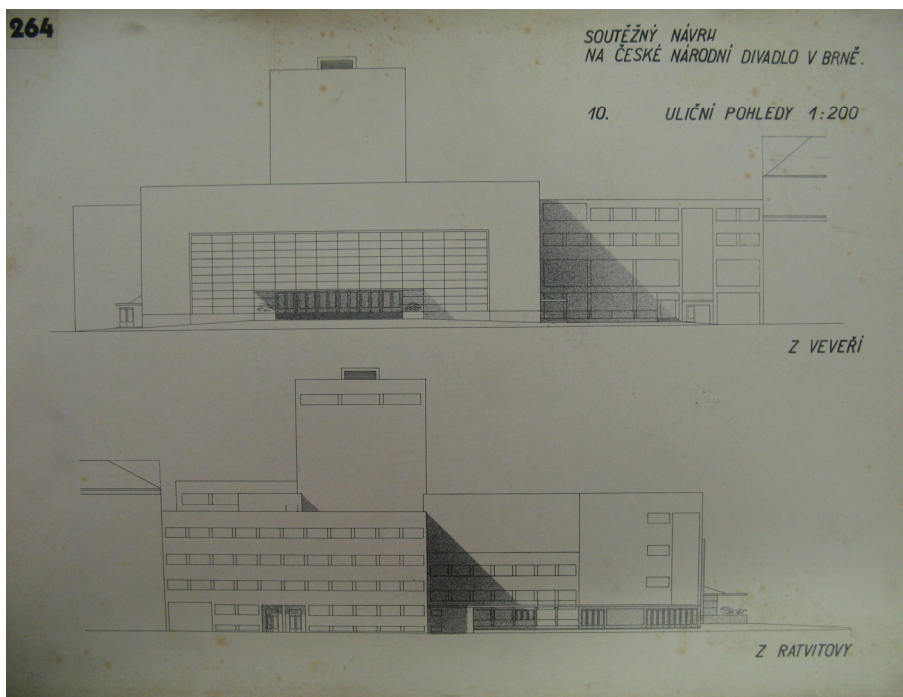 264
SOUTĚŽNÝ NÁVRH
NA ČESKÉ NÁRODNÍ DIVADLO V BRNĚ.
10. ULIČNÍ POHLEDY 1:200
Z VEVEŘÍ
Z RATVITOVY